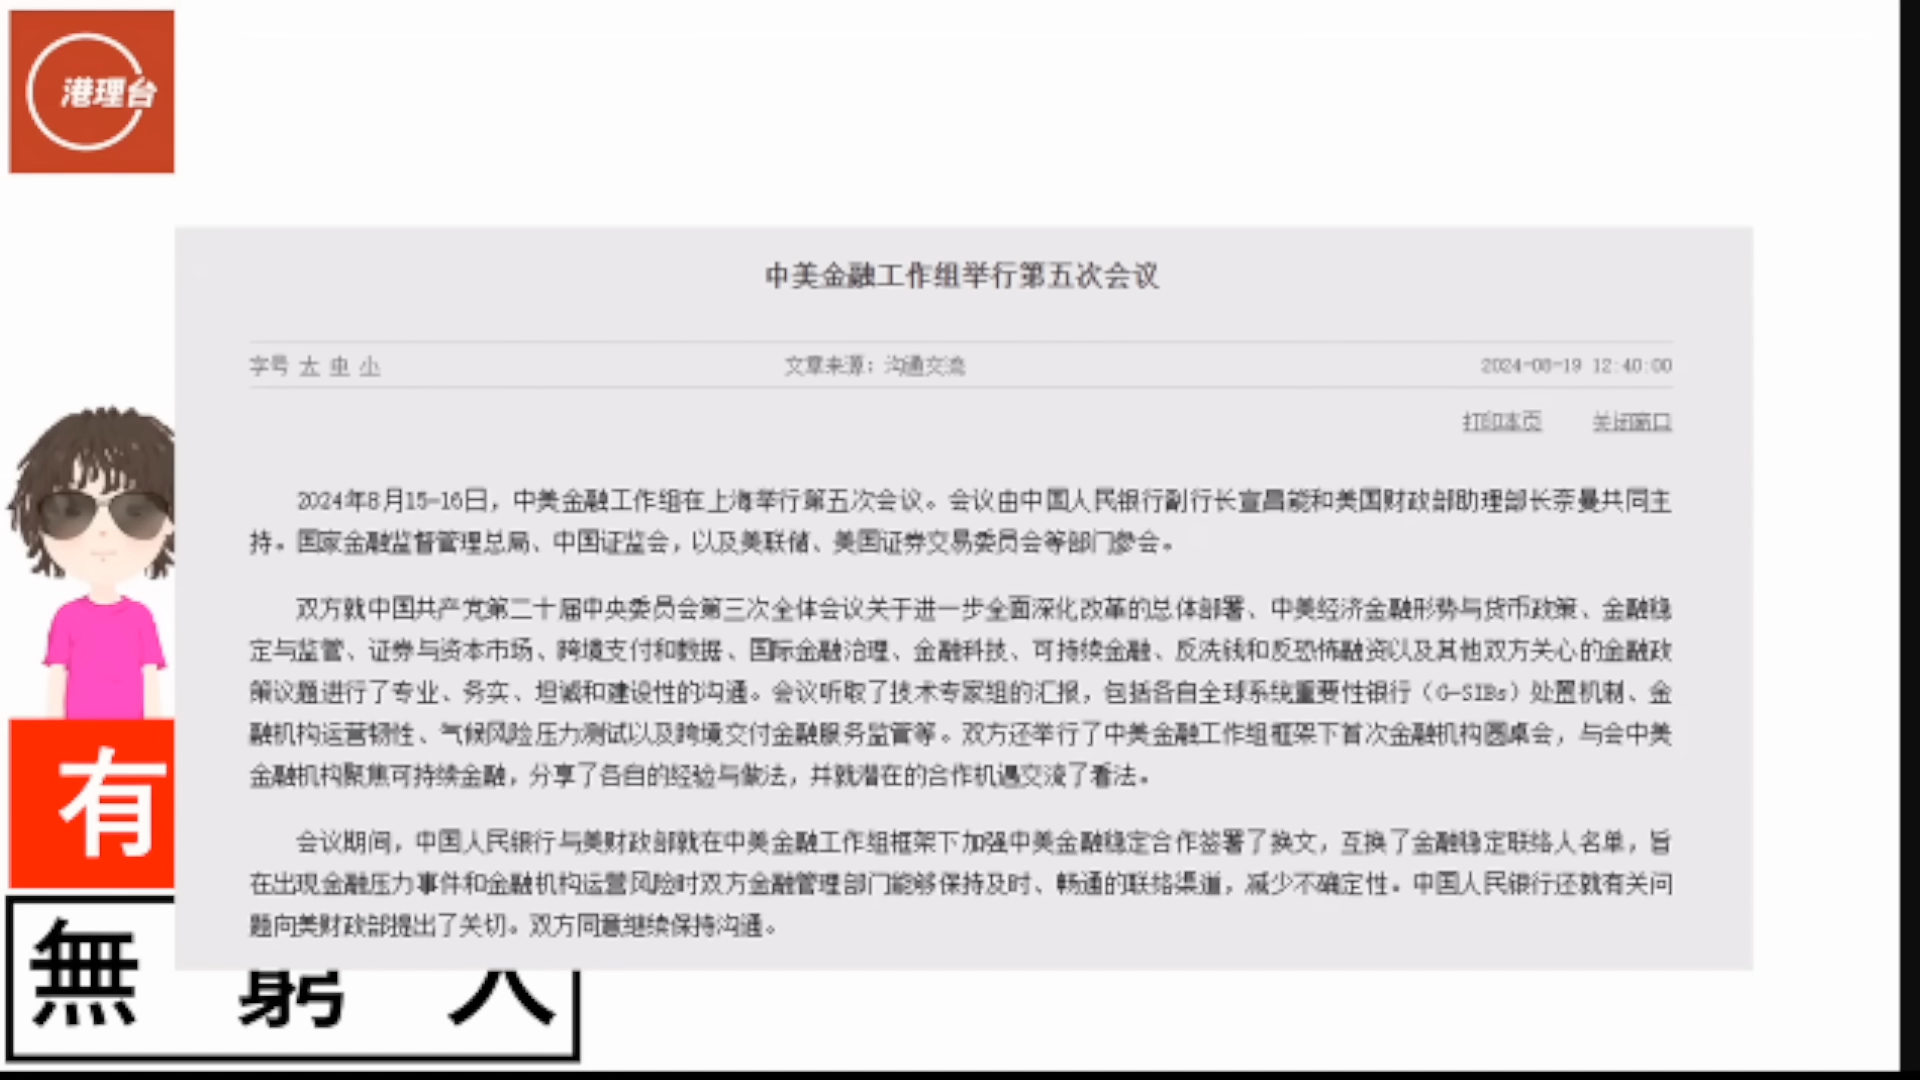 港理台
中美金融工作组举行第五次会议
字号 大 中 小 文章来源：沟通交流 2024-08-19 12:40:00
打印本页 关闭窗口
2024年8月15-16日，中美金融工作组在上海举行第五次会议。会议由中国人民银行副行长宣昌能和美国财政部助理部长奈曼共同主
持。国家金融监督管理总局、中国证监会，以及美联储、美国证券交易委员会等部门参会。
双方就中国共产党第二十届中央委员会第三次全体会议关于进一步全面深化改革的总体部署、中美经济金融形势与货币政策、金融稳
定与监管、证券与资本市场、跨境支付和数据、国际金融治理、金融科技、可持续金融、反洗钱和反恐怖融资以及其他双方关心的金融政
策议题进行了专业、务实、坦诚和建设性的沟通。会议听取了技术专家组的汇报，包括各自全球系统重要性银行（G-SIBs）处置机制、金
融机构运营韧性、气候风险压力测试以及跨境交付金融服务监管等。双方还举行了中美金融工作组框架下首次金融机构圆桌会，与会中美
金融机构聚焦可持续金融，分享了各自的经验与做法，并就潜在的合作机遇交流了看法。
会议期间，中国人民银行与美财政部就在中美金融工作组框架下加强中美金融稳定合作签署了换文，互换了金融稳定联络人名单，旨
在出现金融压力事件和金融机构运营风险时双方金融管理部门能够保持及时、畅通的联络渠道，减少不确定性。中国人民银行还就有关问
题向美财政部提出了关切。双方同意继续保持沟通。
有
無 窮 人